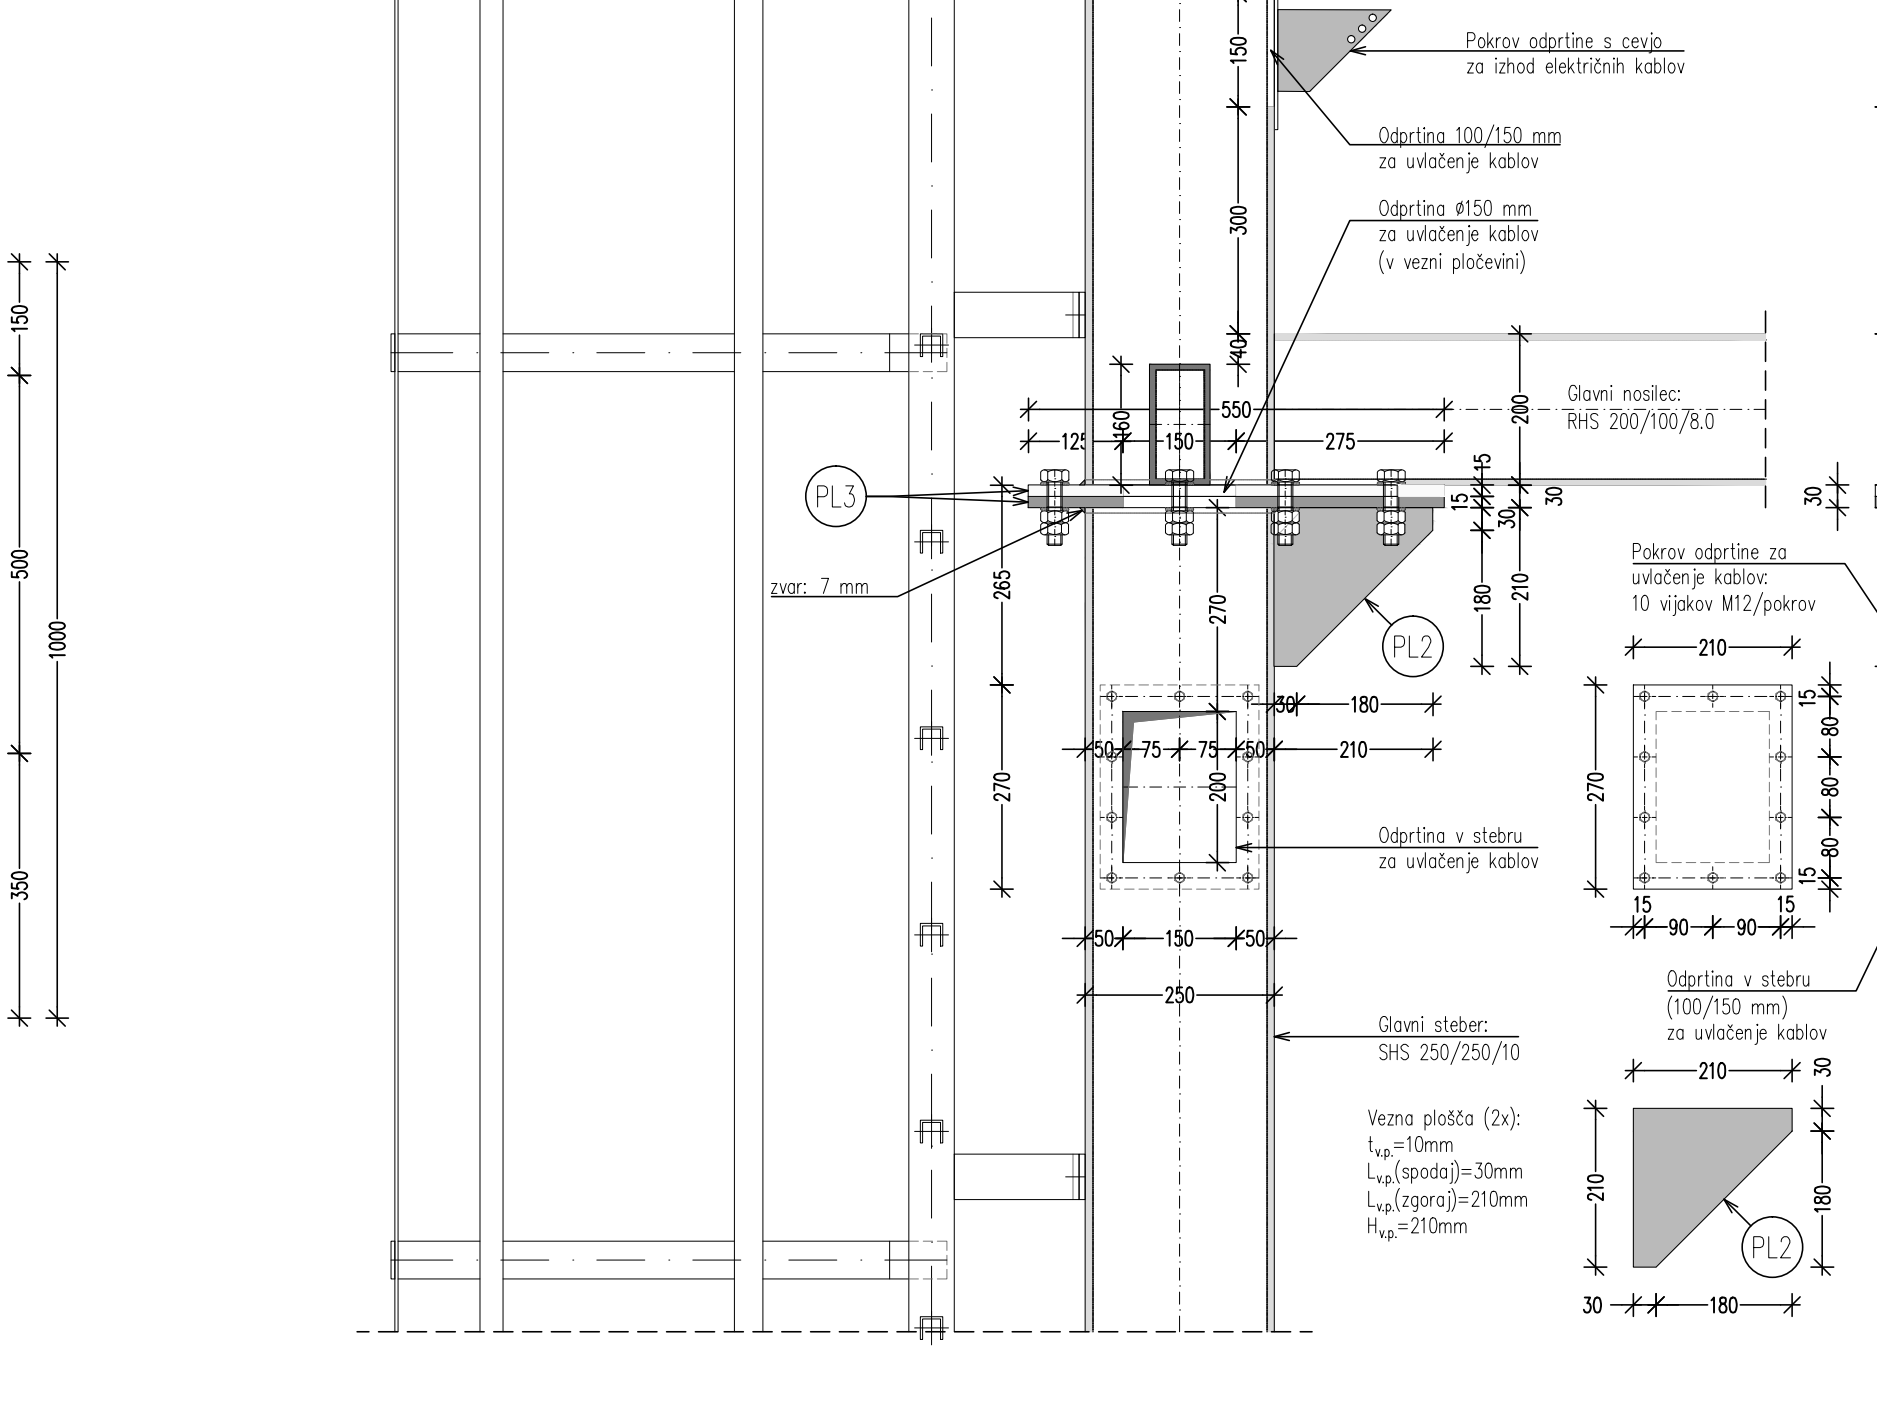 150
Pokrov odprtine s cevjo
za izhod električnih kablov
Odprtina 100/150 mm
za uvlačenje kablov
300
Odprtina ø150 mm
za uvlačenje kablov
(v vezni pločevini)
150
500
350
1000
40
160
550
125
150
275
200
Glavni nosilec:
RHS 200/100/8.0
15
15
30
30
30
PL3
zvar: 7 mm
265
270
180
210
PL2
Pokrov odprtine za
uvlačenje kablov:
10 vijakov M12/pokrov
210
30
180
50
75
75
50
210
270
200
Odprtina v stebru
za uvlačenje kablov
270
15
80
80
80
15
15
15
90
90
50
150
50
250
Odprtina v stebru
(100/150 mm)
za uvlačenje kablov
Glavni steber:
SHS 250/250/10
210
30
Vezna plošča (2x):
tv.p.=10mm
Lv.p.(spodaj)=30mm
Lv.p.(zgoraj)=210mm
Hv.p.=210mm
210
180
PL2
30
180